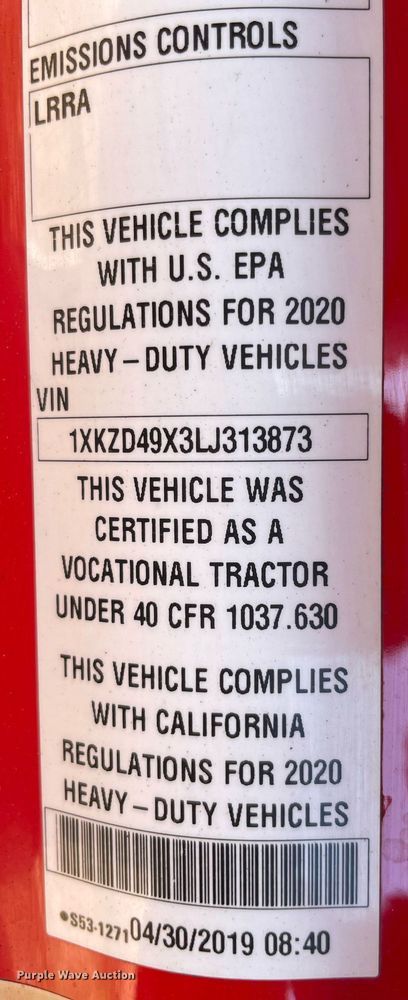 EMISSIONS CONTROLS
LRRA
THIS VEHICLE COMPLIES
WITH U.S. EPA
REGULATIONS FOR 2020
HEAVY-DUTY VEHICLES
VIN
1XKZD49X3LJ313873
THIS VEHICLE WAS
CERTIFIED AS A
VOCATIONAL TRACTOR
UNDER 40 CFR 1037.630
THIS VEHICLE COMPLIES
WITH CALIFORNIA
REGULATIONS FOR 2020
HEAVY-DUTY VEHICLES
•S53-1271 04/30/2019 08:40
Purple Wave Auction